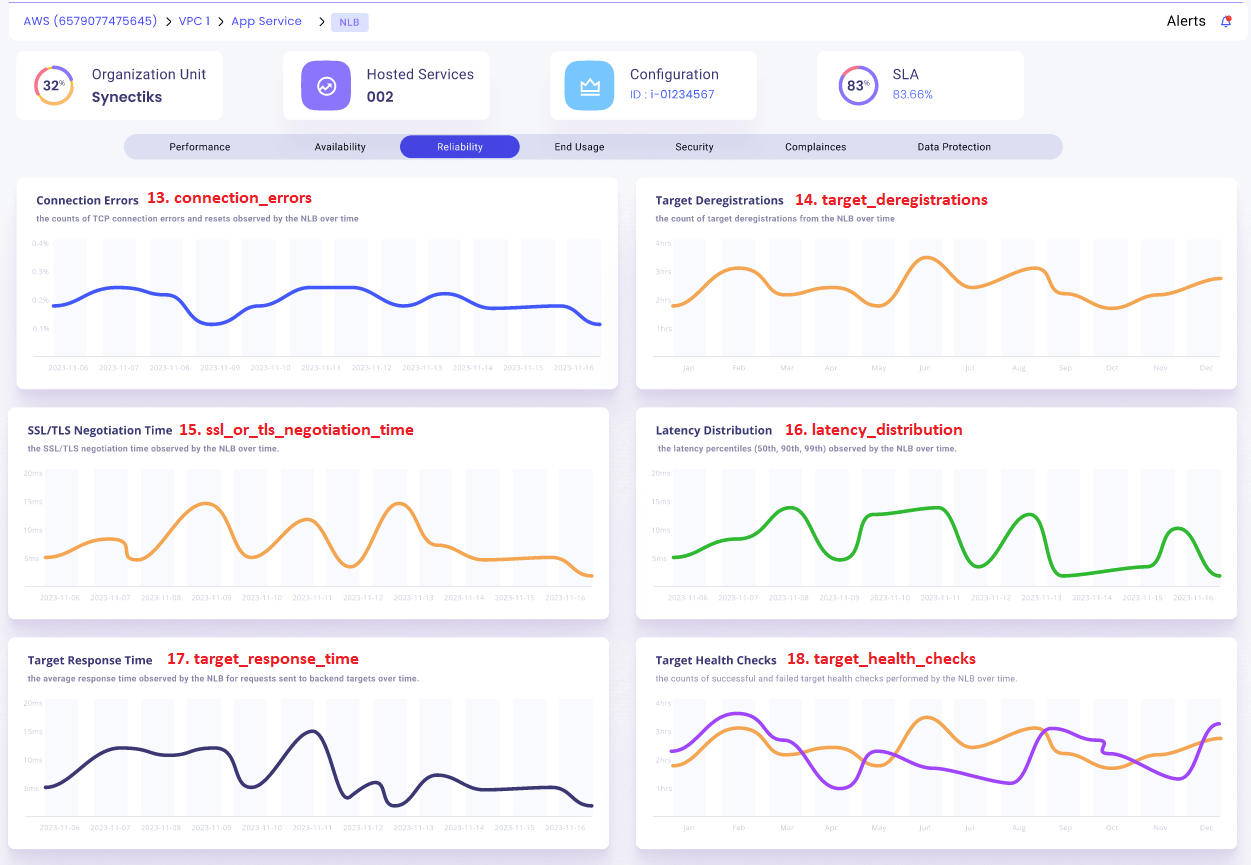 AWS (6579077475645) > VPC 1 > App Service > NLB
Alerts
32%
Organization Unit
Synectiks
Hosted Services
002
Configuration
ID : i-01234567
83%
SLA
83.66%
Performance Availability Reliability End Usage Security Complainces Data Protection
Connection Errors 13. connection_errors
the counts of TCP connection errors and resets observed by the NLB over time
0.4%
0.3%
0.2%
0.1%
2023-11-06 2023-11-07 2023-11-08 2023-11-09 2023-11-10 2023-11-11 2023-11-12 2023-11-13 2023-11-14 2023-11-15 2023-11-16
Target Deregistrations 14. target_deregistrations
the count of target deregistrations from the NLB over time
4hrs
3hrs
2hrs
1hrs
Jan Feb Mar Apr May Jun Jul Aug Sep Oct Nov Dec
SSL/TLS Negotiation Time 15. ssl_or_tls_negotiation_time
the SSL/TLS negotiation time observed by the NLB over time.
20ms
15ms
10ms
5ms
2023-11-06 2023-11-07 2023-11-08 2023-11-09 2023-11-10 2023-11-11 2023-11-12 2023-11-13 2023-11-14 2023-11-15 2023-11-16
Latency Distribution 16. latency_distribution
the latency percentiles (50th, 90th, 99th) observed by the NLB over time.
20ms
15ms
10ms
5ms
2023-11-06 2023-11-07 2023-11-08 2023-11-09 2023-11-10 2023-11-11 2023-11-12 2023-11-13 2023-11-14 2023-11-15 2023-11-16
Target Response Time 17. target_response_time
the average response time observed by the NLB for requests sent to backend targets over time.
20ms
15ms
10ms
5ms
2023-11-06 2023-11-07 2023-11-08 2023-11-09 2023-11-10 2023-11-11 2023-11-12 2023-11-13 2023-11-14 2023-11-15 2023-11-16
Target Health Checks 18. target_health_checks
the counts of successful and failed target health checks performed by the NLB over time.
4hrs
3hrs
2hrs
1hrs
Jan Feb Mar Apr May Jun Jul Aug Sep Oct Nov Dec